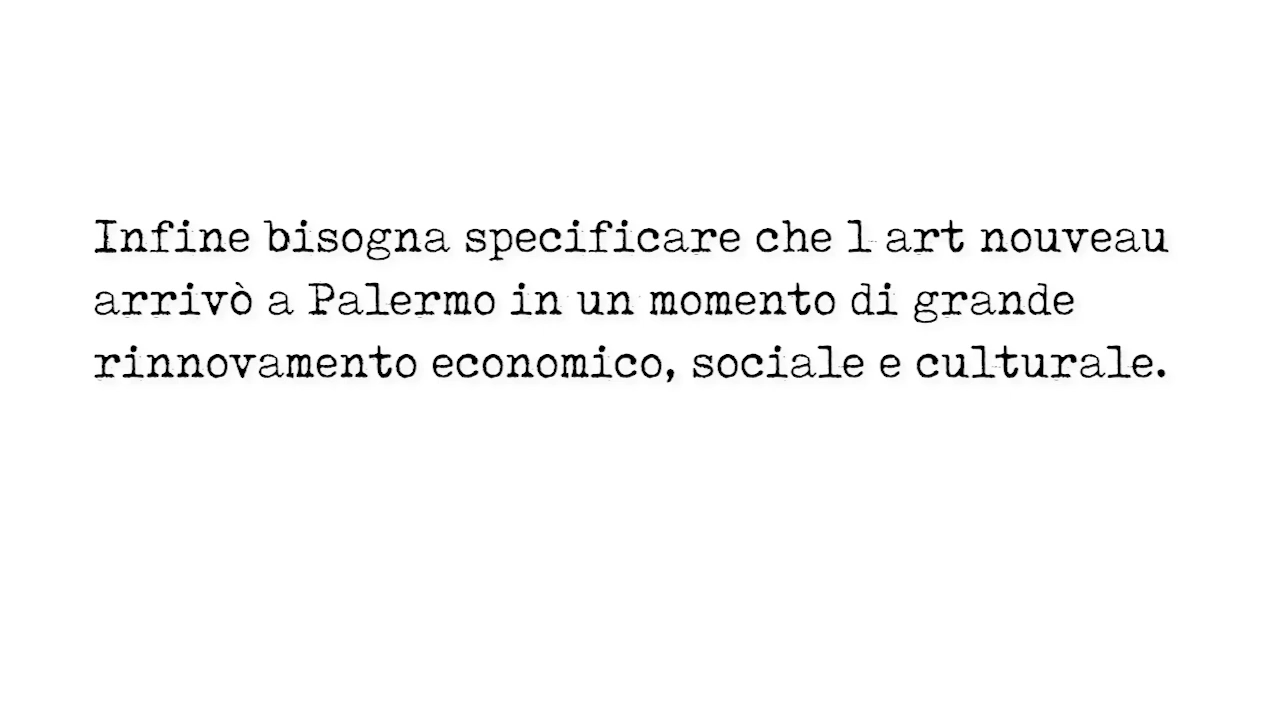 Infine bisogna specificare che l art nouveau
arrivò a Palermo in un momento di grande
rinnovamento economico, sociale e culturale.